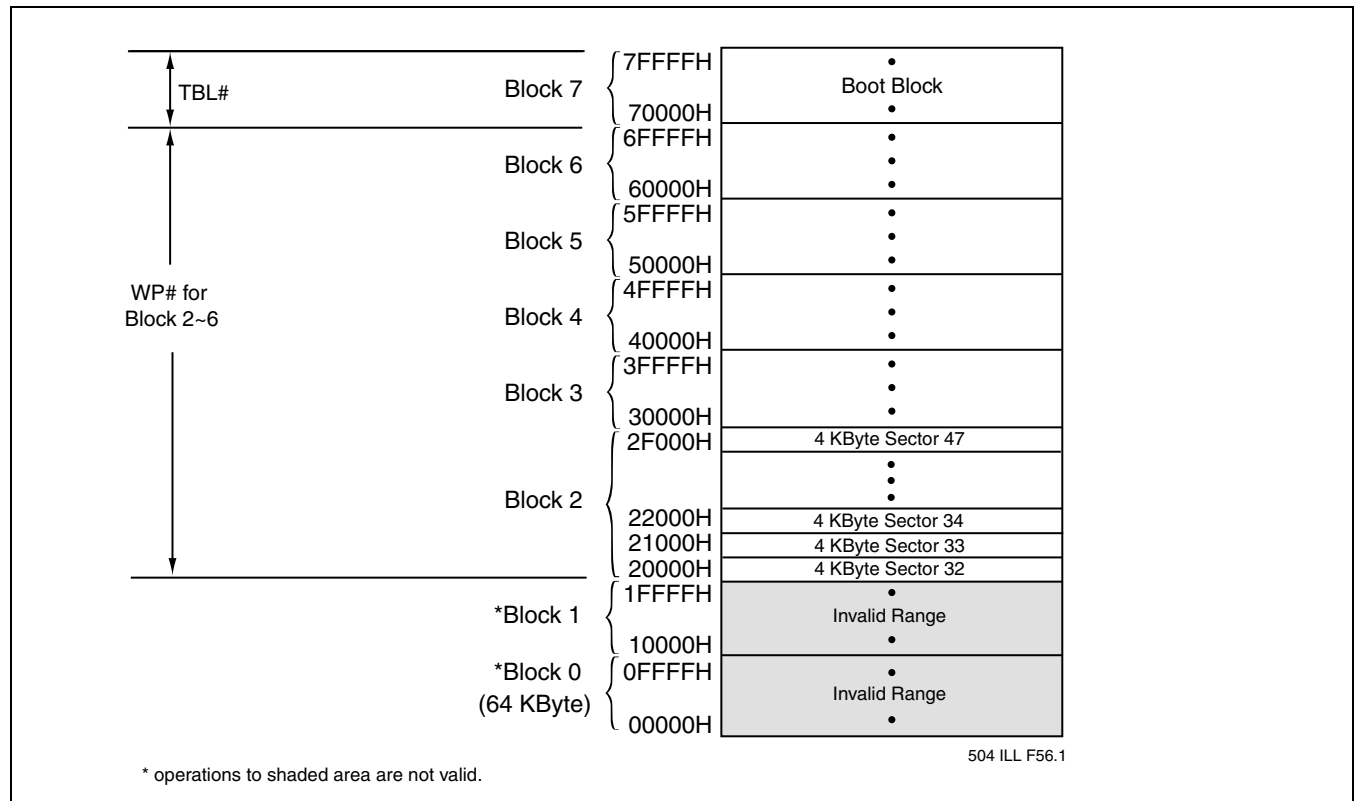 TBL#
Block 7
7FFFFH
Boot Block
70000H
6FFFFH
Block 6
60000H
5FFFFH
Block 5
50000H
WP# for
Block 2~6
4FFFFH
Block 4
40000H
3FFFFH
Block 3
30000H
2F000H
4 KByte Sector 47
Block 2
22000H
4 KByte Sector 34
21000H
4 KByte Sector 33
20000H
4 KByte Sector 32
1FFFFH
*Block 1
Invalid Range
10000H
*Block 0
(64 KByte)
0FFFFH
Invalid Range
00000H
504 ILL F56.1
* operations to shaded area are not valid.